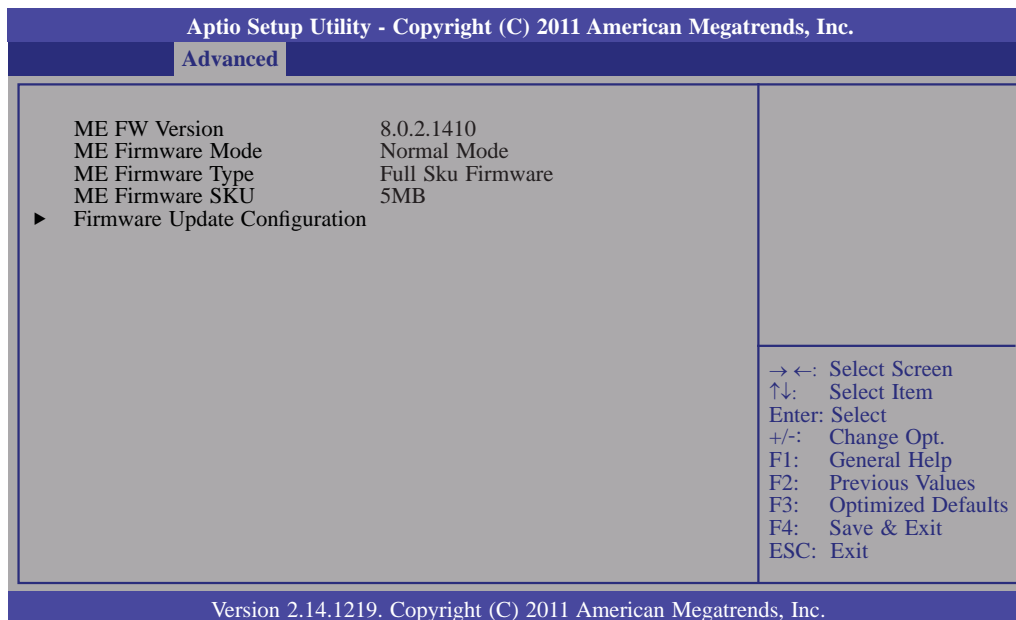 Aptio Setup Utility - Copyright (C) 2011 American Megatrends, Inc.
Advanced
ME FW Version 8.0.2.1410
ME Firmware Mode Normal Mode
ME Firmware Type Full Sku Firmware
ME Firmware SKU 5MB
▶ Firmware Update Configuration
→ ←: Select Screen
↑↓: Select Item
Enter: Select
+/-: Change Opt.
F1: General Help
F2: Previous Values
F3: Optimized Defaults
F4: Save & Exit
ESC: Exit
Version 2.14.1219. Copyright (C) 2011 American Megatrends, Inc.